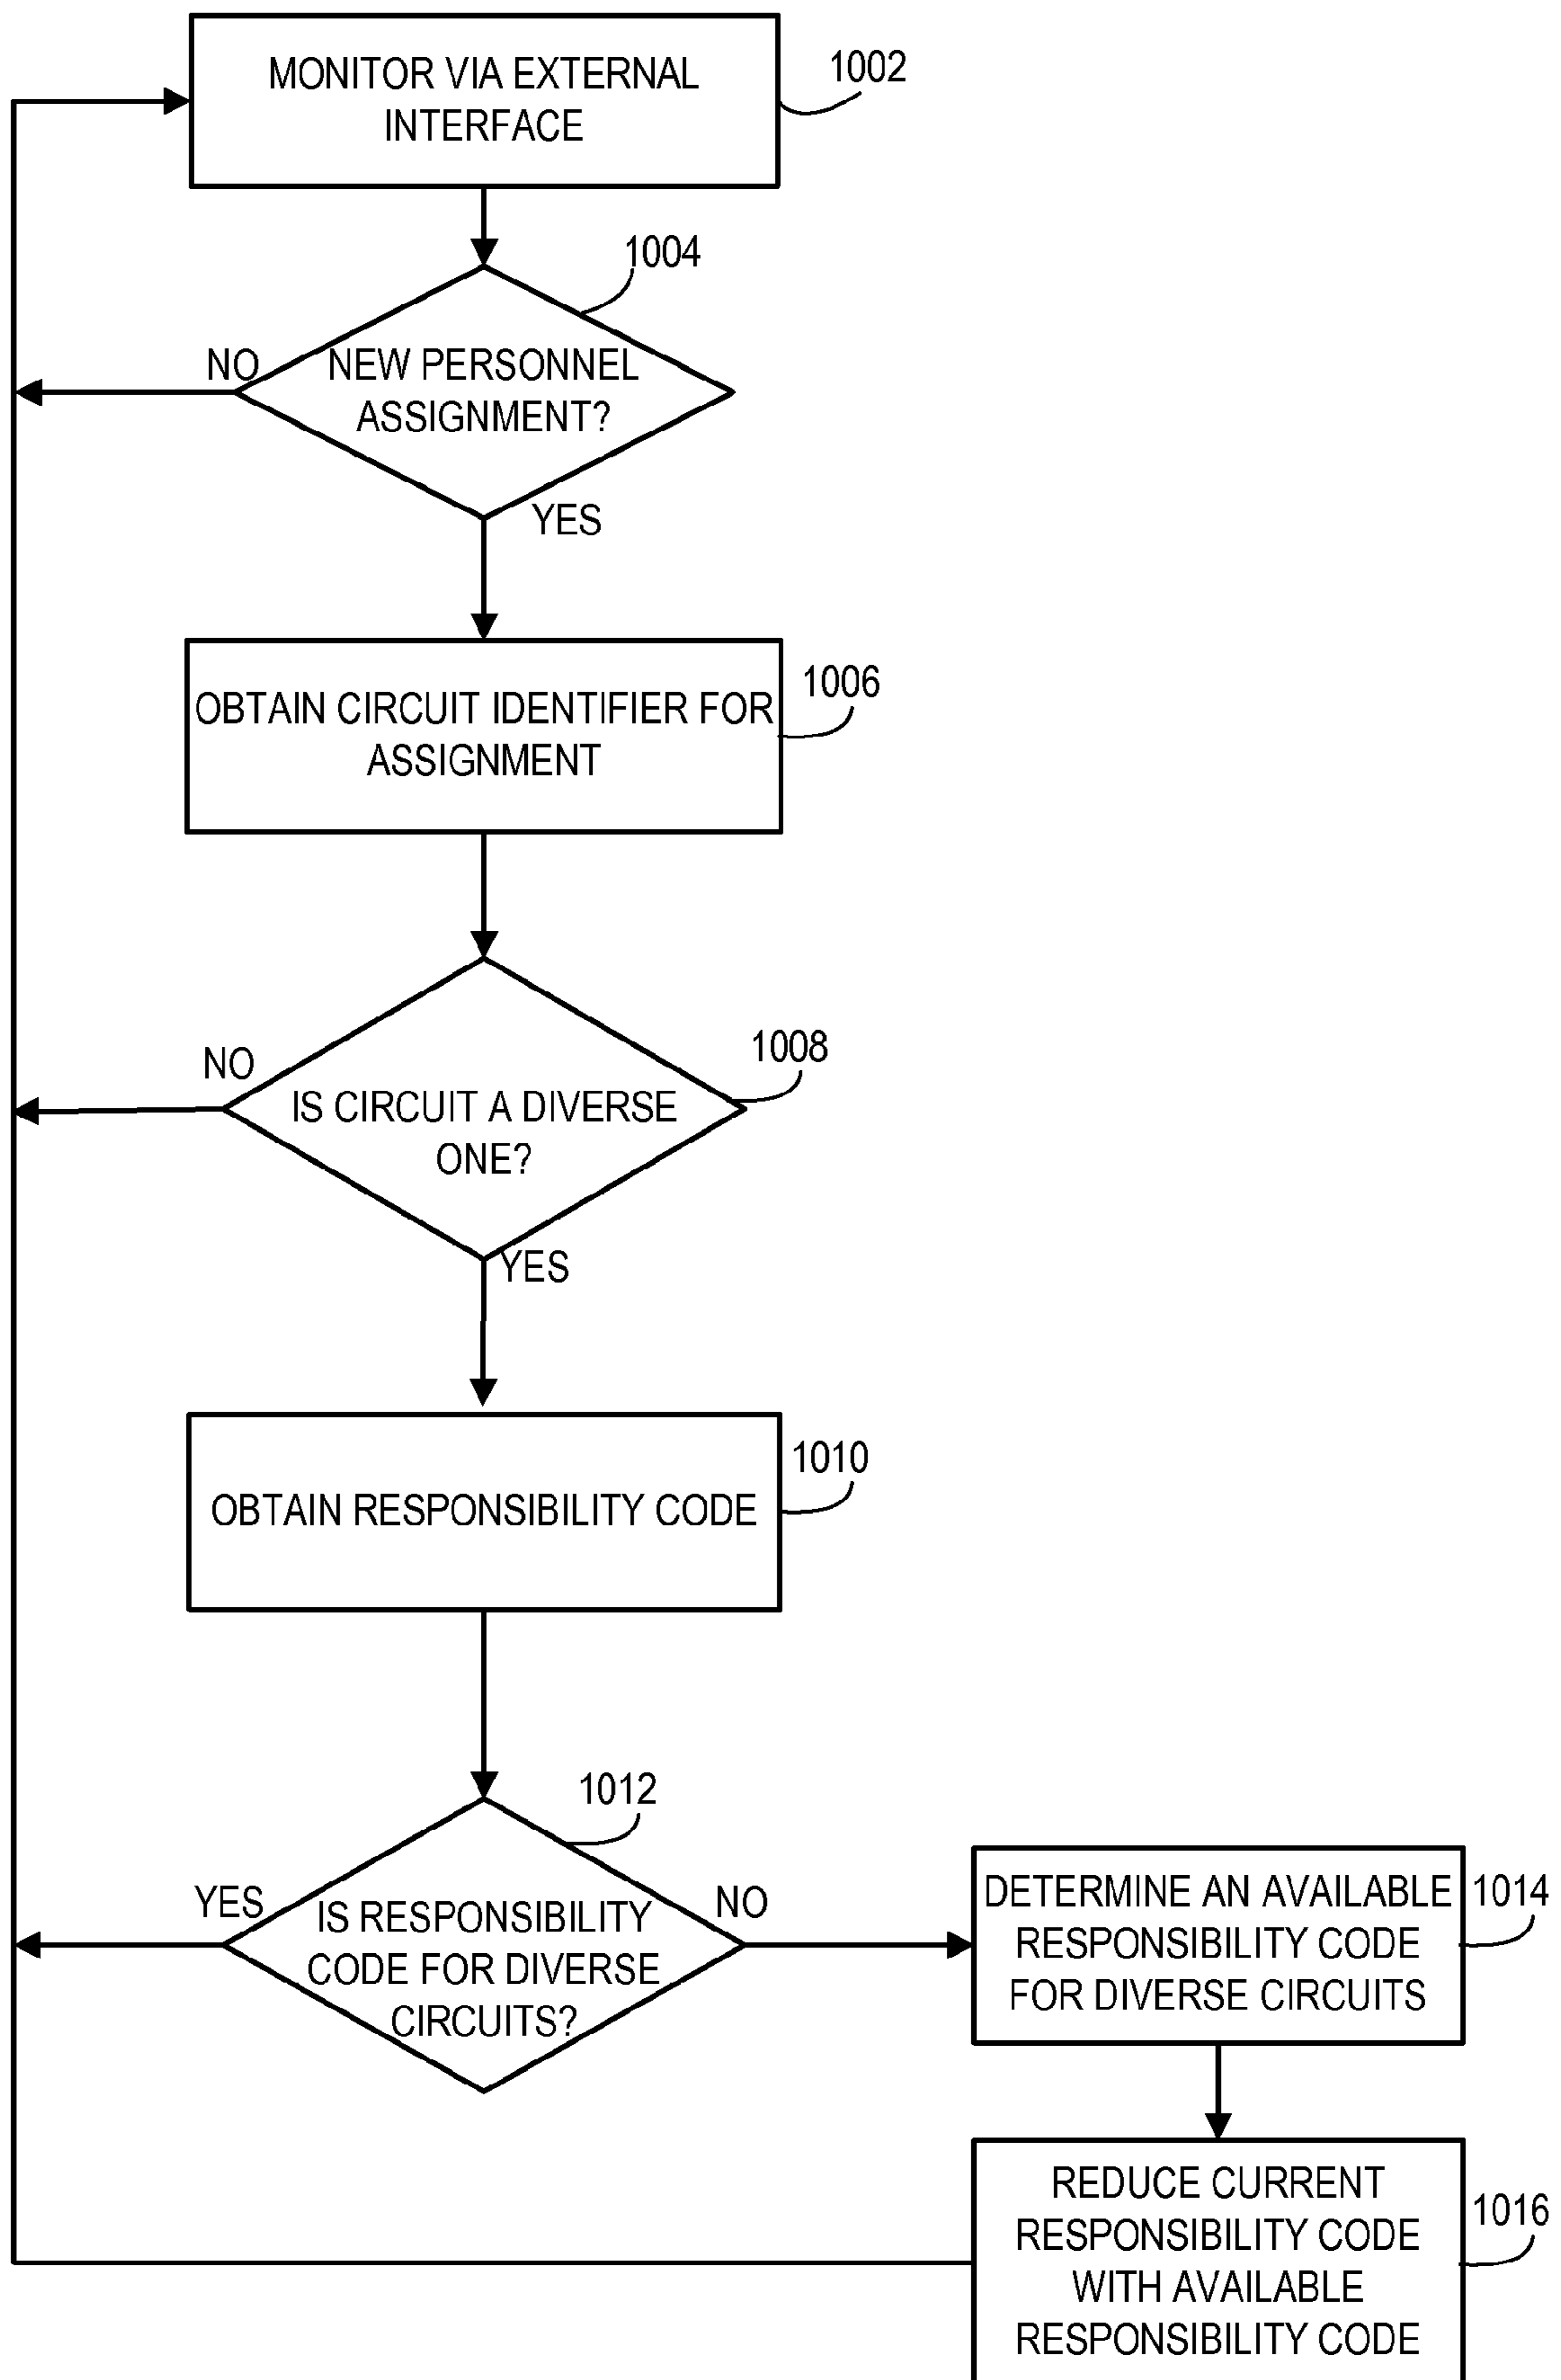 MONITOR VIA EXTERNAL
INTERFACE
1002
1004
NO
NEW PERSONNEL
ASSIGNMENT?
YES
1006
OBTAIN CIRCUIT IDENTIFIER FOR
ASSIGNMENT
1008
NO
IS CIRCUIT A DIVERSE
ONE?
YES
1010
OBTAIN RESPONSIBILITY CODE
1012
YES
IS RESPONSIBILITY
CODE FOR DIVERSE
CIRCUITS?
NO
DETERMINE AN AVAILABLE
RESPONSIBILITY CODE
FOR DIVERSE CIRCUITS
1014
REDUCE CURRENT
RESPONSIBILITY CODE
WITH AVAILABLE
RESPONSIBILITY CODE
1016